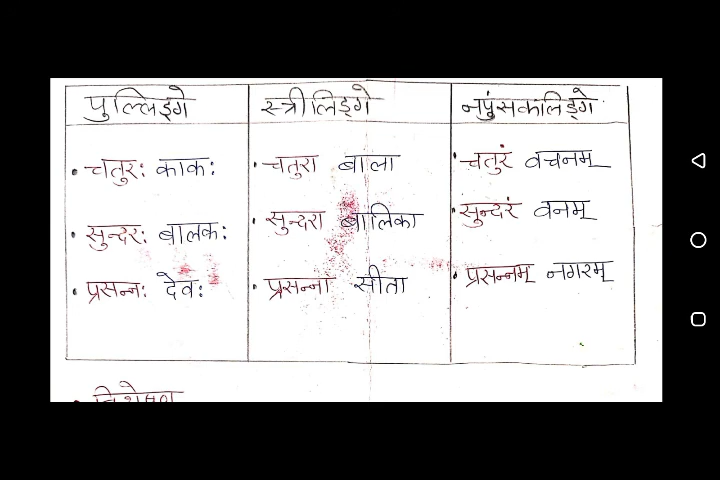 पुल्लिङ्गे स्त्रीलिङ्गे नपुंसकलिङ्गे
• चतुरः काकः • चतुरा बाला • चतुरं वचनम्
• सुन्दरः बालकः • सुन्दरा बालिका • सुन्दरं वनम्
• प्रसन्नः देवः • प्रसन्ना सीता • प्रसन्नम् नगरम्